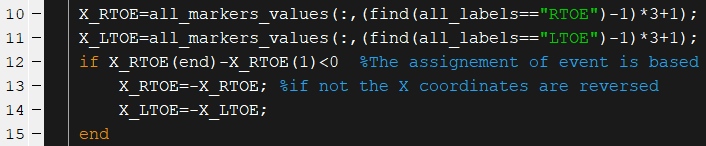 10 – X_RTOE=all_markers_values(:,(find(all_labels=="RTOE")-1)*3+1);
11 – X_LTOE=all_markers_values(:,(find(all_labels=="LTOE")-1)*3+1);
12 – if X_RTOE(end)-X_RTOE(1)<0 %The assignement of event is based
13 – X_RTOE=-X_RTOE; %if not the X coordinates are reversed
14 – X_LTOE=-X_LTOE;
15 – end